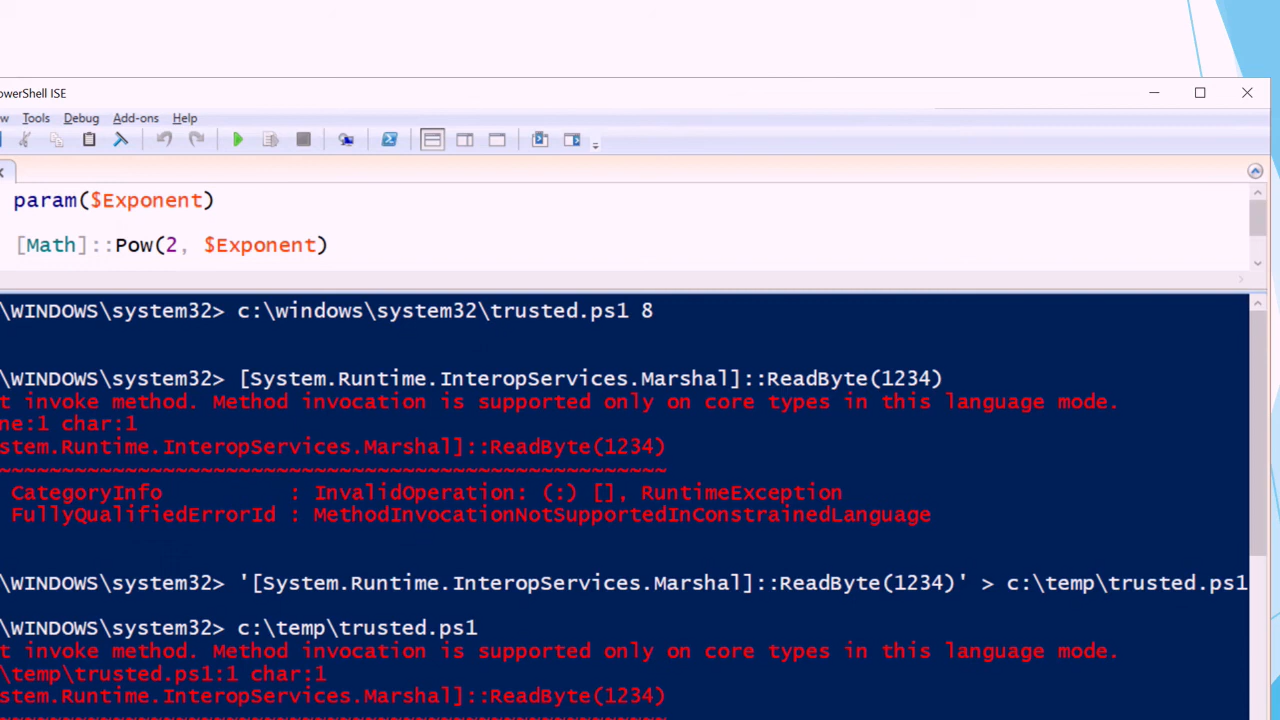 owerShell ISE
w Tools Debug Add-ons Help
param($Exponent)
[Math]::Pow(2, $Exponent)
\WINDOWS\system32> c:\windows\system32\trusted.ps1 8
\WINDOWS\system32> [System.Runtime.InteropServices.Marshal]::ReadByte(1234)
t invoke method. Method invocation is supported only on core types in this language mode.
ne:1 char:1
stem.Runtime.InteropServices.Marshal]::ReadByte(1234)
~~~~~~~~~~~~~~~~~~~~~~~~~~~~~~~~~~~~~~~~~~~~~~~~~~~~~
CategoryInfo : InvalidOperation: (:) [], RuntimeException
FullyQualifiedErrorId : MethodInvocationNotSupportedInConstrainedLanguage
\WINDOWS\system32> '[System.Runtime.InteropServices.Marshal]::ReadByte(1234)' > c:\temp\trusted.ps1
\WINDOWS\system32> c:\temp\trusted.ps1
t invoke method. Method invocation is supported only on core types in this language mode.
\temp\trusted.ps1:1 char:1
stem.Runtime.InteropServices.Marshal]::ReadByte(1234)